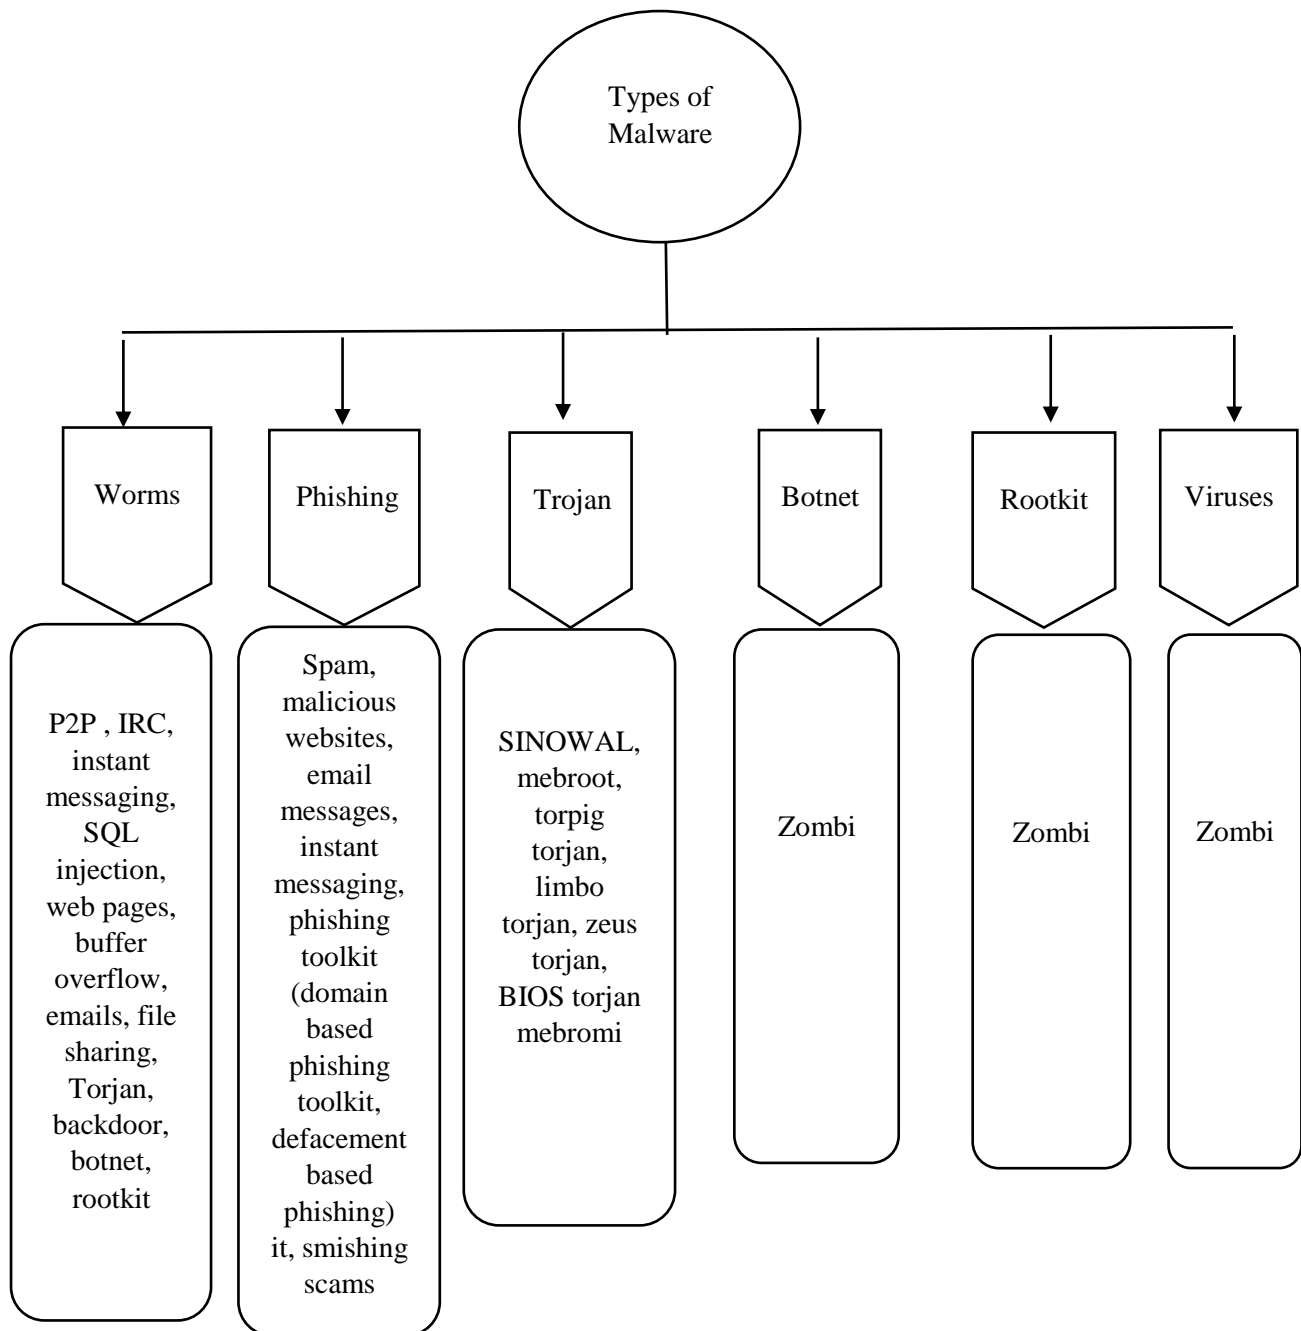 Types of
Malware
Worms
Phishing
Trojan
Botnet
Rootkit
Viruses
P2P , IRC,
instant
messaging,
SQL
injection,
web pages,
buffer
overflow,
emails, file
sharing,
Torjan,
backdoor,
botnet,
rootkit
Spam,
malicious
websites,
email
messages,
instant
messaging,
phishing
toolkit
(domain
based
phishing
toolkit,
defacement
based
phishing)
it, smishing
scams
SINOWAL,
mebroot,
torpig
torjan,
limbo
torjan, zeus
torjan,
BIOS torjan
mebromi
Zombi
Zombi
Zombi